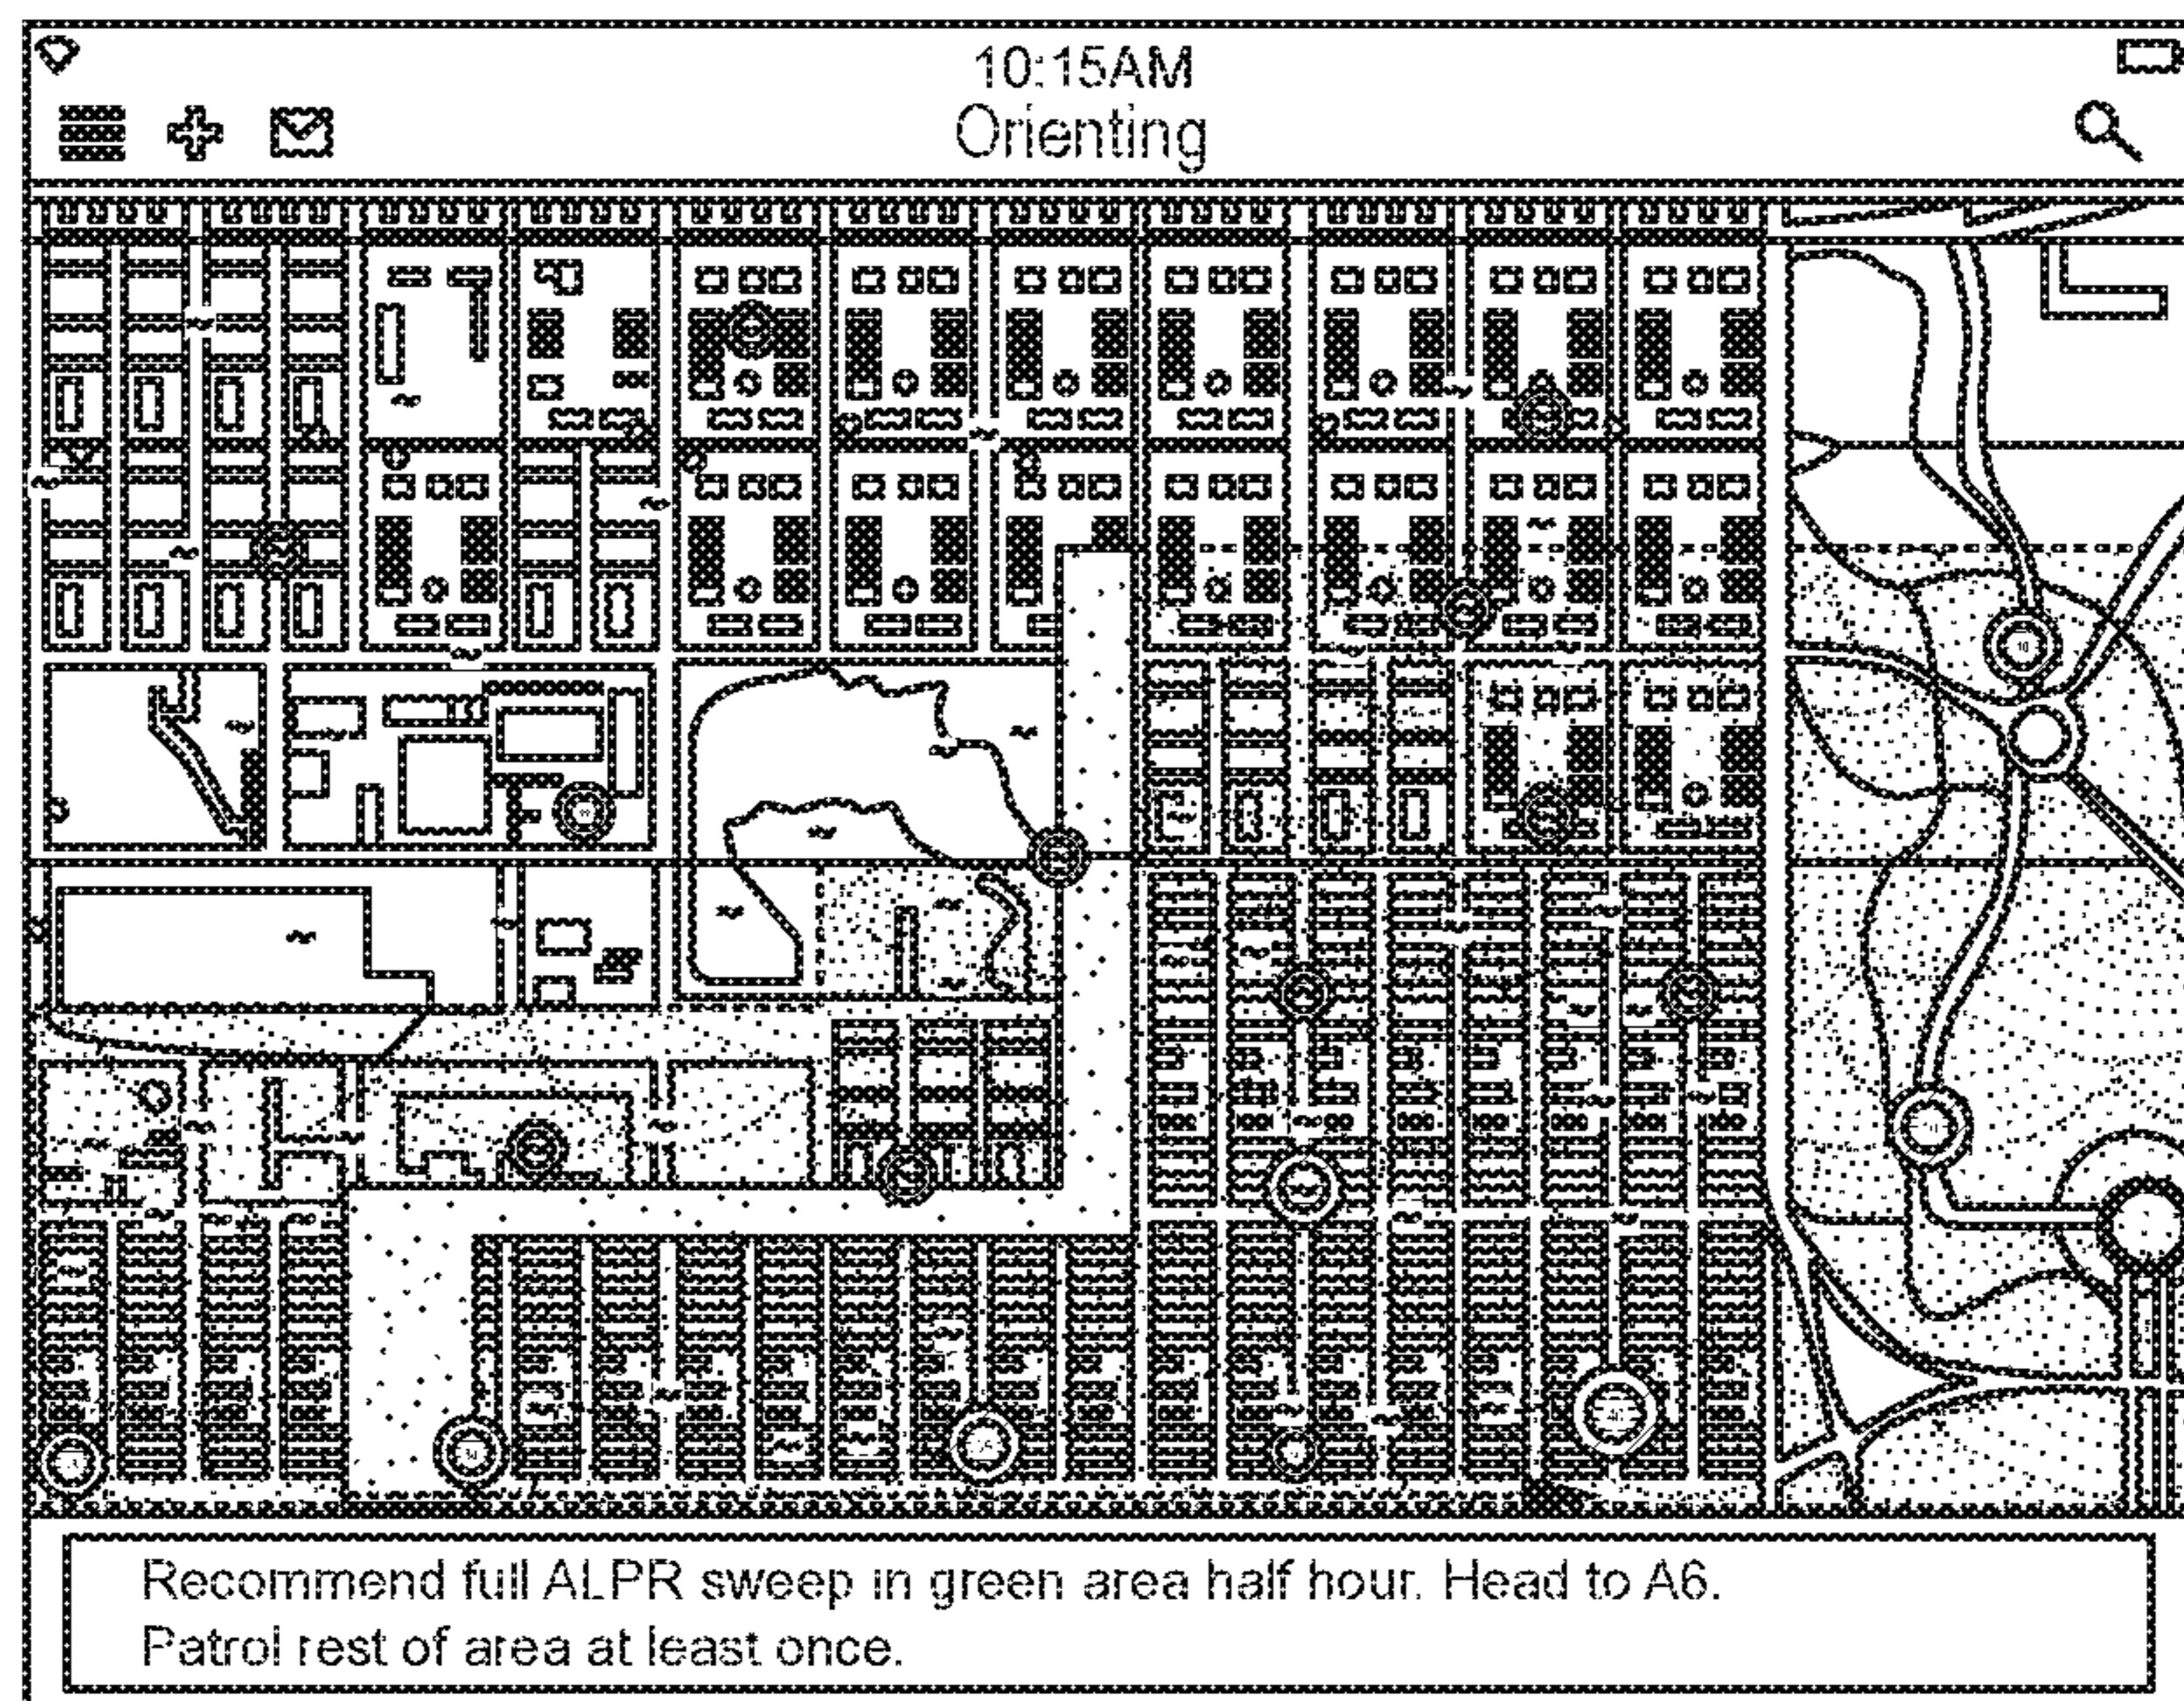 10:15AM
Orienting
10
Recommend full ALPR sweep in green area half hour. Head to A6.
Patrol rest of area at least once.